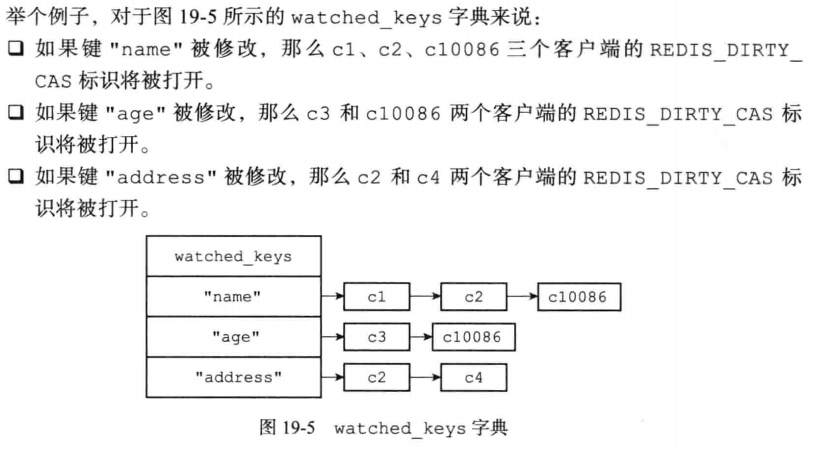 举个例子，对于图 19-5 所示的 watched_keys 字典来说：
❑ 如果键 "name" 被修改，那么 c1、c2、c10086 三个客户端的 REDIS_DIRTY_
CAS 标识将被打开。
❑ 如果键 "age" 被修改，那么 c3 和 c10086 两个客户端的 REDIS_DIRTY_CAS 标
识将被打开。
❑ 如果键 "address" 被修改，那么 c2 和 c4 两个客户端的 REDIS_DIRTY_CAS 标
识将被打开。
watched_keys
"name" c1 c2 c10086
"age" c3 c10086
"address" c2 c4
图 19-5 watched_keys 字典